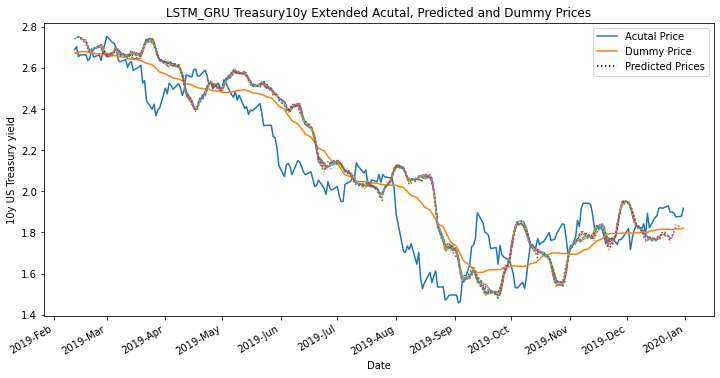 LSTM_GRU Treasury10y Extended Acutal, Predicted and Dummy Prices
Acutal Price
Dummy Price
Predicted Prices
10y US Treasury yield
2.8
2.6
2.4
2.2
2.0
1.8
1.6
1.4
2019-Feb
2019-Mar
2019-Apr
2019-May
2019-Jun
2019-Jul
2019-Aug
2019-Sep
2019-Oct
2019-Nov
2019-Dec
2020-Jan
Date